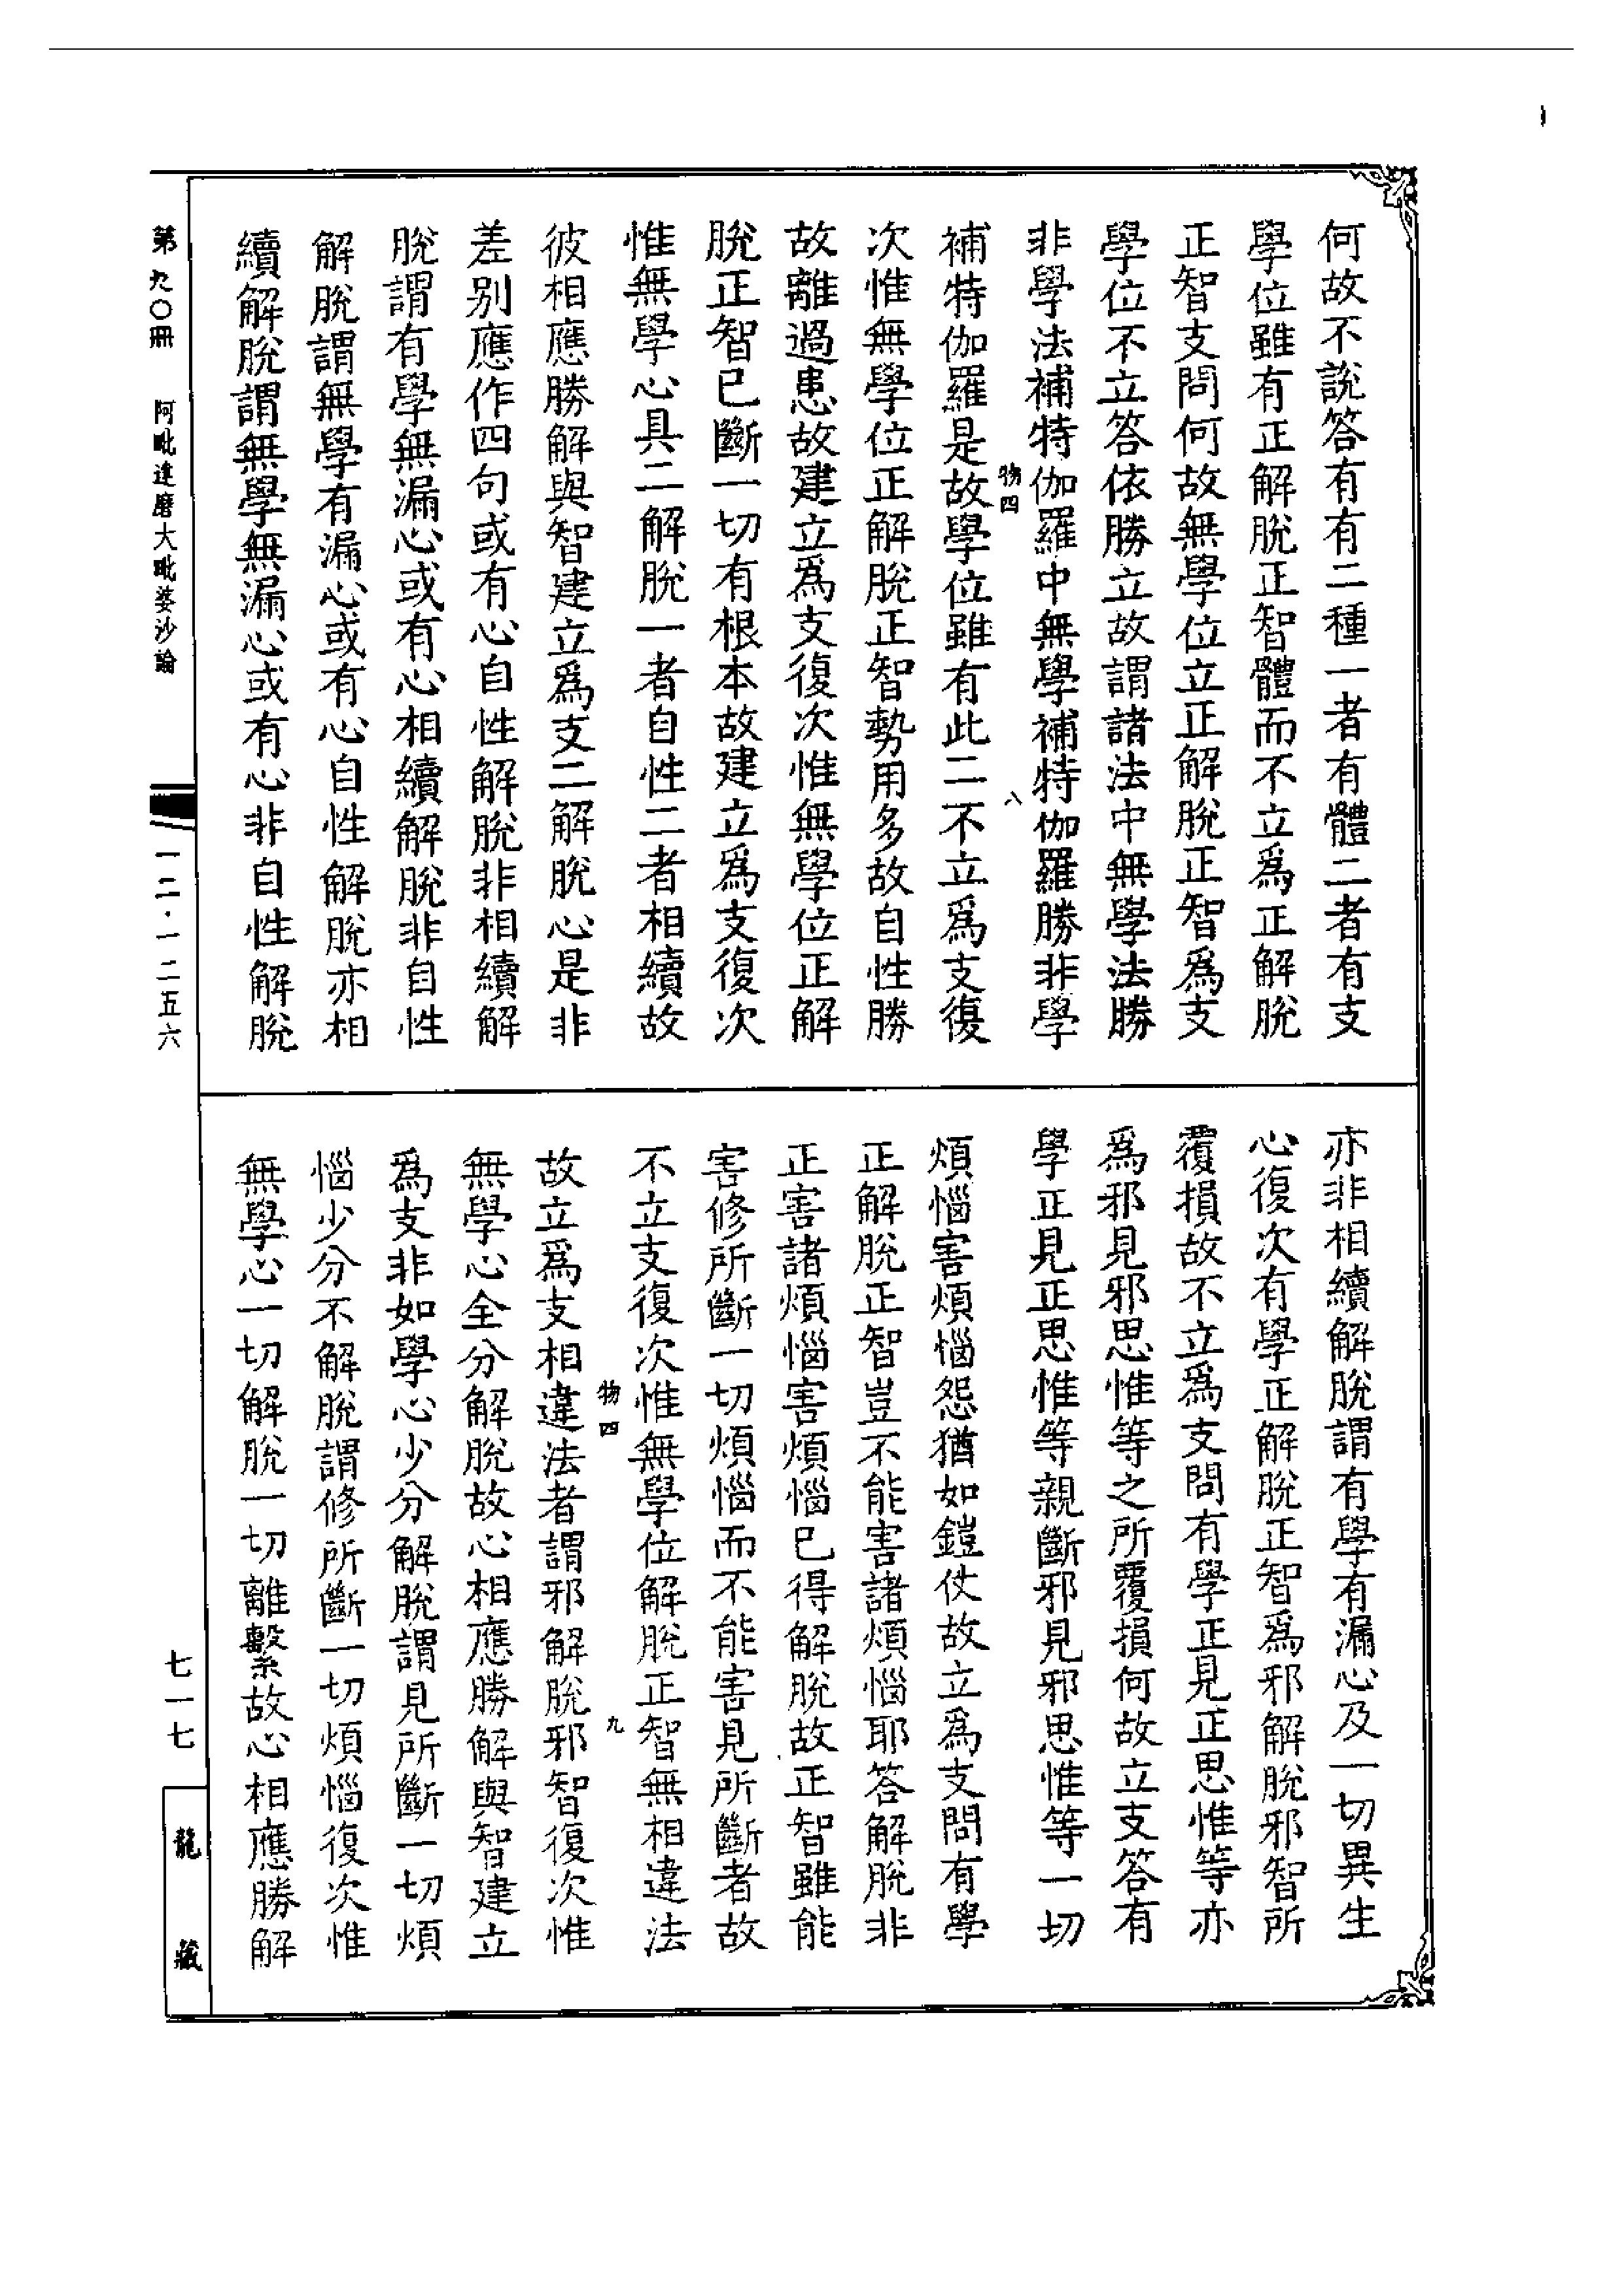 何故不說答有有二種一者有體二者有支
學位雖有正解脫正智體而不立爲正解脫
正智支問何故無學位立正解脫正智爲支
學位不立答依勝立故謂諸法中無學法勝
非學法補特伽羅中無學補特伽羅勝非學
物四
八
補特伽羅是故學位雖有此二不立爲支復
次惟無學位正解脫正智勢用多故自性勝
故離過患故建立爲支復次惟無學位正解
脫正智已斷一切有根本故建立爲支復次
惟無學心具二解脫一者自性二者相續故
彼相應勝解與智建立爲支二解脫心是非
差別應作四句或有心自性解脫非相續解
脫謂有學無漏心或有心相續解脫非自性
解脫謂無學有漏心或有心自性解脫亦相
續解脫謂無學無漏心或有心非自性解脫
亦非相續解脫謂有學有漏心及一切異生
心復次有學正解脫正智爲邪解脫邪智所
覆損故不立爲支問有學正見正思惟等亦
爲邪見邪思惟等之所覆損何故立支答有
學正見正思惟等親斷邪見邪思惟等一切
煩惱害煩惱怨猶如鎧仗故立爲支問有學
正解脫正智豈不能害諸煩惱耶答解脫非
正害諸煩惱害煩惱已得解脫故正智雖能
害修所斷一切煩惱而不能害見所斷者故
不立支復次惟無學位解脫正智無相違法
物四
九
故立爲支相違法者謂邪解脫邪智復次惟
無學心全分解脫故心相應勝解與智建立
爲支非如學心少分解脫謂見所斷一切煩
惱少分不解脫謂修所斷一切煩惱復次惟
無學心一切解脫一切離繫故心相應勝解
第九〇冊
阿毗達磨大毗婆沙論
一二·一二五六
七一七
龍藏